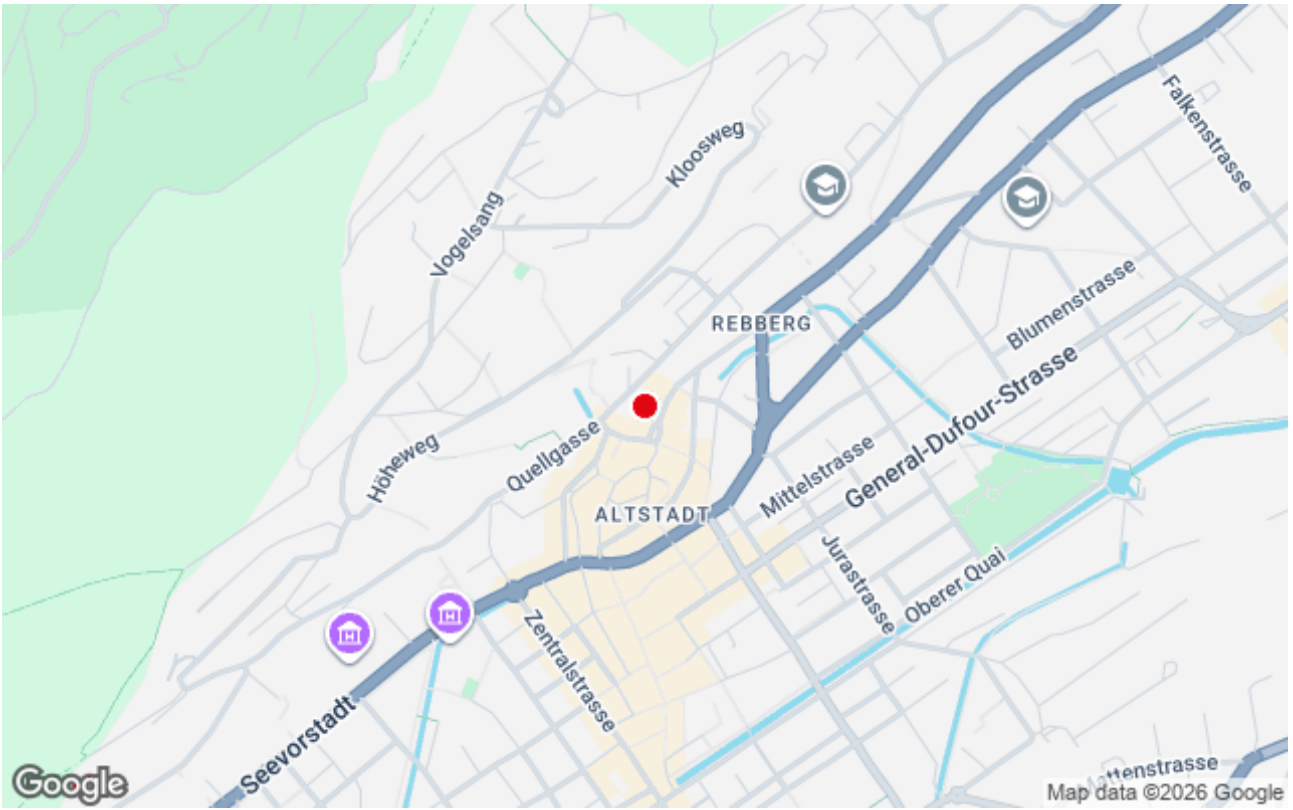 Falkenstrasse
Kloosweg
Vogelsang
Blumenstrasse
REBBERG
General-Dufour-Strasse
Höheweg
Quellgasse
Mittelstrasse
ALTSTADT
Jurastrasse
Oberer Quai
Zentralstrasse
Seevorstadt
Mattenstrasse
Google
Map data ©2026 Google